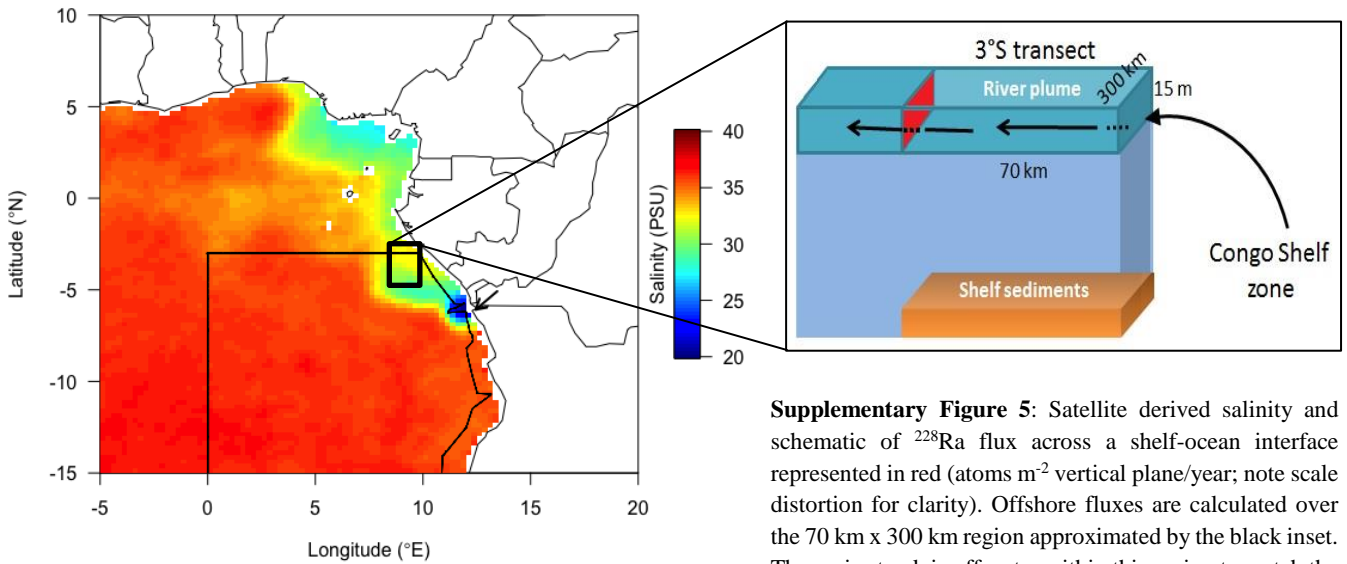 10
5
0
-5
-10
-15
Latitude (°N)
-5 0 5 10 15 20
Longitude (°E)
40
35
30
25
20
Salinity (PSU)
3°S transect
River plume
300 km
15 m
70 km
Shelf sediments
Congo Shelf
zone
Supplementary Figure 5: Satellite derived salinity and
schematic of ²²⁸Ra flux across a shelf-ocean interface
represented in red (atoms m⁻² vertical plane/year; note scale
distortion for clarity). Offshore fluxes are calculated over
the 70 km x 300 km region approximated by the black inset.
The within this